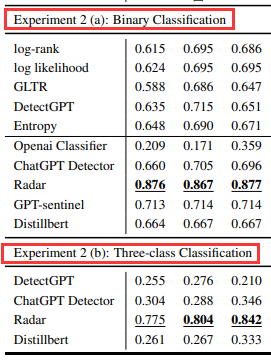 Experiment 2 (a): Binary Classification
log-rank 0.615 0.695 0.686
log likelihood 0.624 0.695 0.695
GLTR 0.588 0.686 0.647
DetectGPT 0.635 0.715 0.651
Entropy 0.648 0.690 0.671
Openai Classifier 0.209 0.171 0.359
ChatGPT Detector 0.660 0.705 0.696
Radar 0.876 0.867 0.877
GPT-sentinel 0.713 0.714 0.714
Distillbert 0.664 0.667 0.667
Experiment 2 (b): Three-class Classification
DetectGPT 0.255 0.276 0.210
ChatGPT Detector 0.304 0.288 0.346
Radar 0.775 0.804 0.842
Distillbert 0.261 0.267 0.333